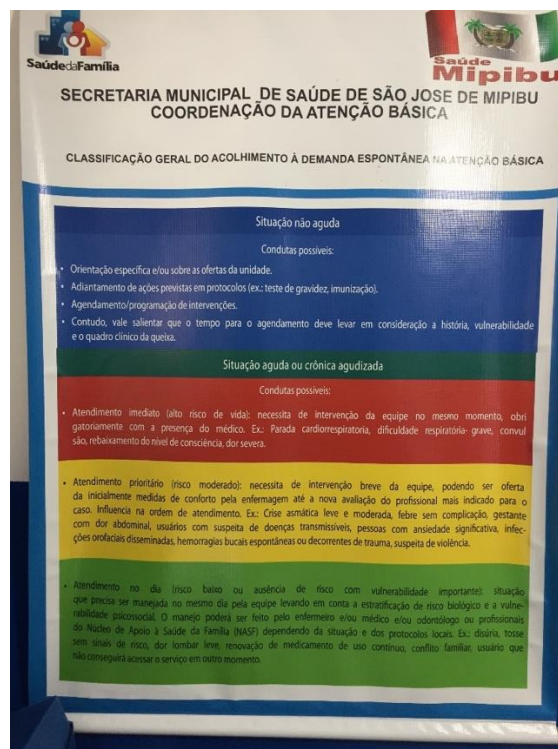 SaúdedaFamília
Saúde
Mipibu
SECRETARIA MUNICIPAL DE SAÚDE DE SÃO JOSE DE MIPIBU
COORDENAÇÃO DA ATENÇÃO BÁSICA
CLASSIFICAÇÃO GERAL DO ACOLHIMENTO À DEMANDA ESPONTÂNEA NA ATENÇÃO BÁSICA
Situação não aguda
Condutas possíveis:
• Orientação específica e/ou sobre as ofertas da unidade.
• Adiantamento de ações previstas em protocolos (ex.: teste de gravidez, imunização).
• Agendamento/programação de intervenções.
• Contudo, vale salientar que o tempo para o agendamento deve levar em consideração a história, vulnerabilidade
e o quadro clínico da queixa.
Situação aguda ou crônica agudizada
Condutas possíveis:
• Atendimento imediato (alto risco de vida): necessita de intervenção da equipe no mesmo momento, obri
gatoriamente com a presença do médico. Ex.: Parada cardiorrespiratoria, dificuldade respiratória- grave, convul
são, rebaixamento do nível de consciência, dor severa.
• Atendimento prioritário (risco moderado): necessita de intervenção breve da equipe, podendo ser oferta
da inicialmente medidas de conforto pela enfermagem até a nova avaliação do profissional mais indicado para o
caso. Influencia na ordem de atendimento. Ex.: Crise asmática leve e moderada, febre sem complicação, gestante
com dor abdominal, usuários com suspeita de doenças transmissíveis, pessoas com ansiedade significativa, infec-
ções orofaciais disseminadas, hemorragias bucais espontâneas ou decorrentes de trauma, suspeita de violência.
• Atendimento no dia (risco baixo ou ausência de risco com vulnerabilidade importante): situação
que precisa ser manejada no mesmo dia pela equipe levando em conta a estratificação de risco biológico e a vulne-
rabilidade psicossocial. O manejo poderá ser feito pelo enfermeiro e/ou médico e/ou odontólogo ou profissionais
do Núcleo de Apoio à Saúde da Família (NASF) dependendo da situação e dos protocolos locais. Ex.: disúria, tosse
sem sinais de risco, dor lombar leve, renovação de medicamento de uso contínuo, conflito familiar, usuário que
não conseguirá acessar o serviço em outro momento.